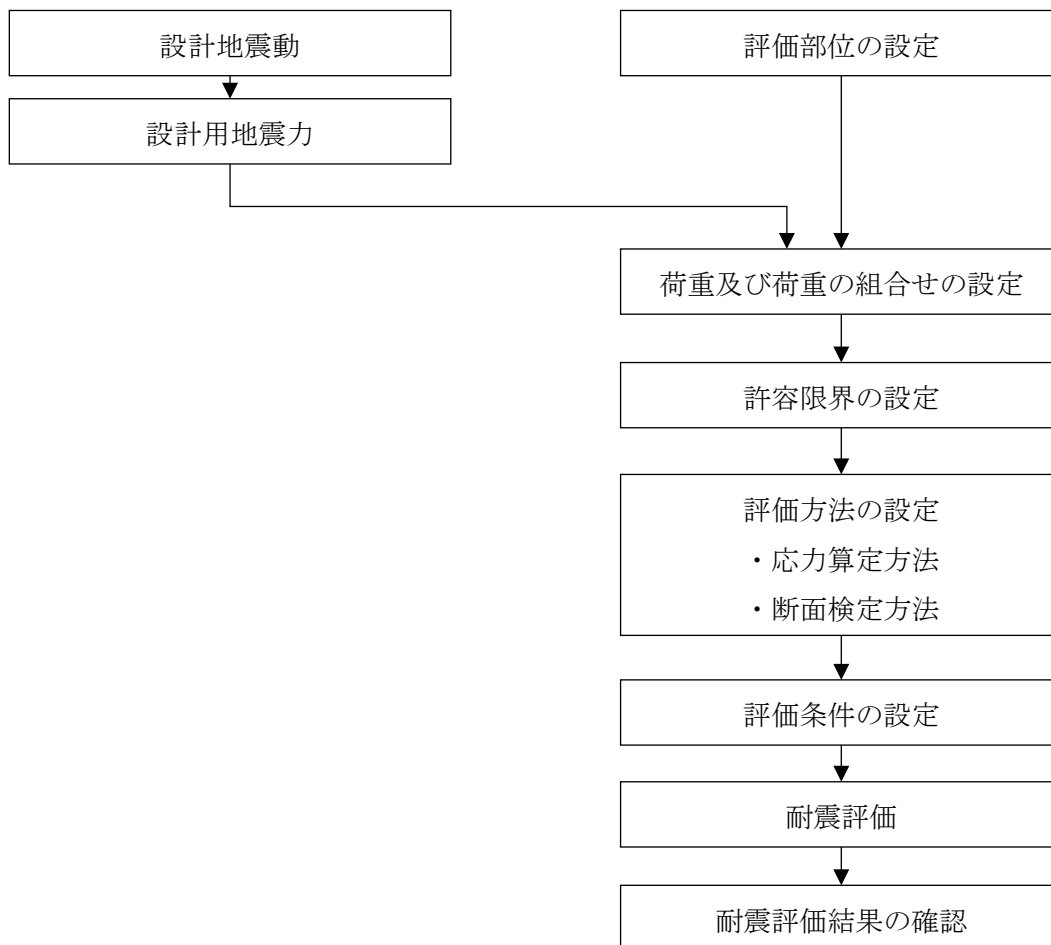 設計地震動
評価部位の設定
設計用地震力
荷重及び荷重の組合せの設定
許容限界の設定
評価方法の設定
・応力算定方法
・断面検定方法
評価条件の設定
耐震評価
耐震評価結果の確認